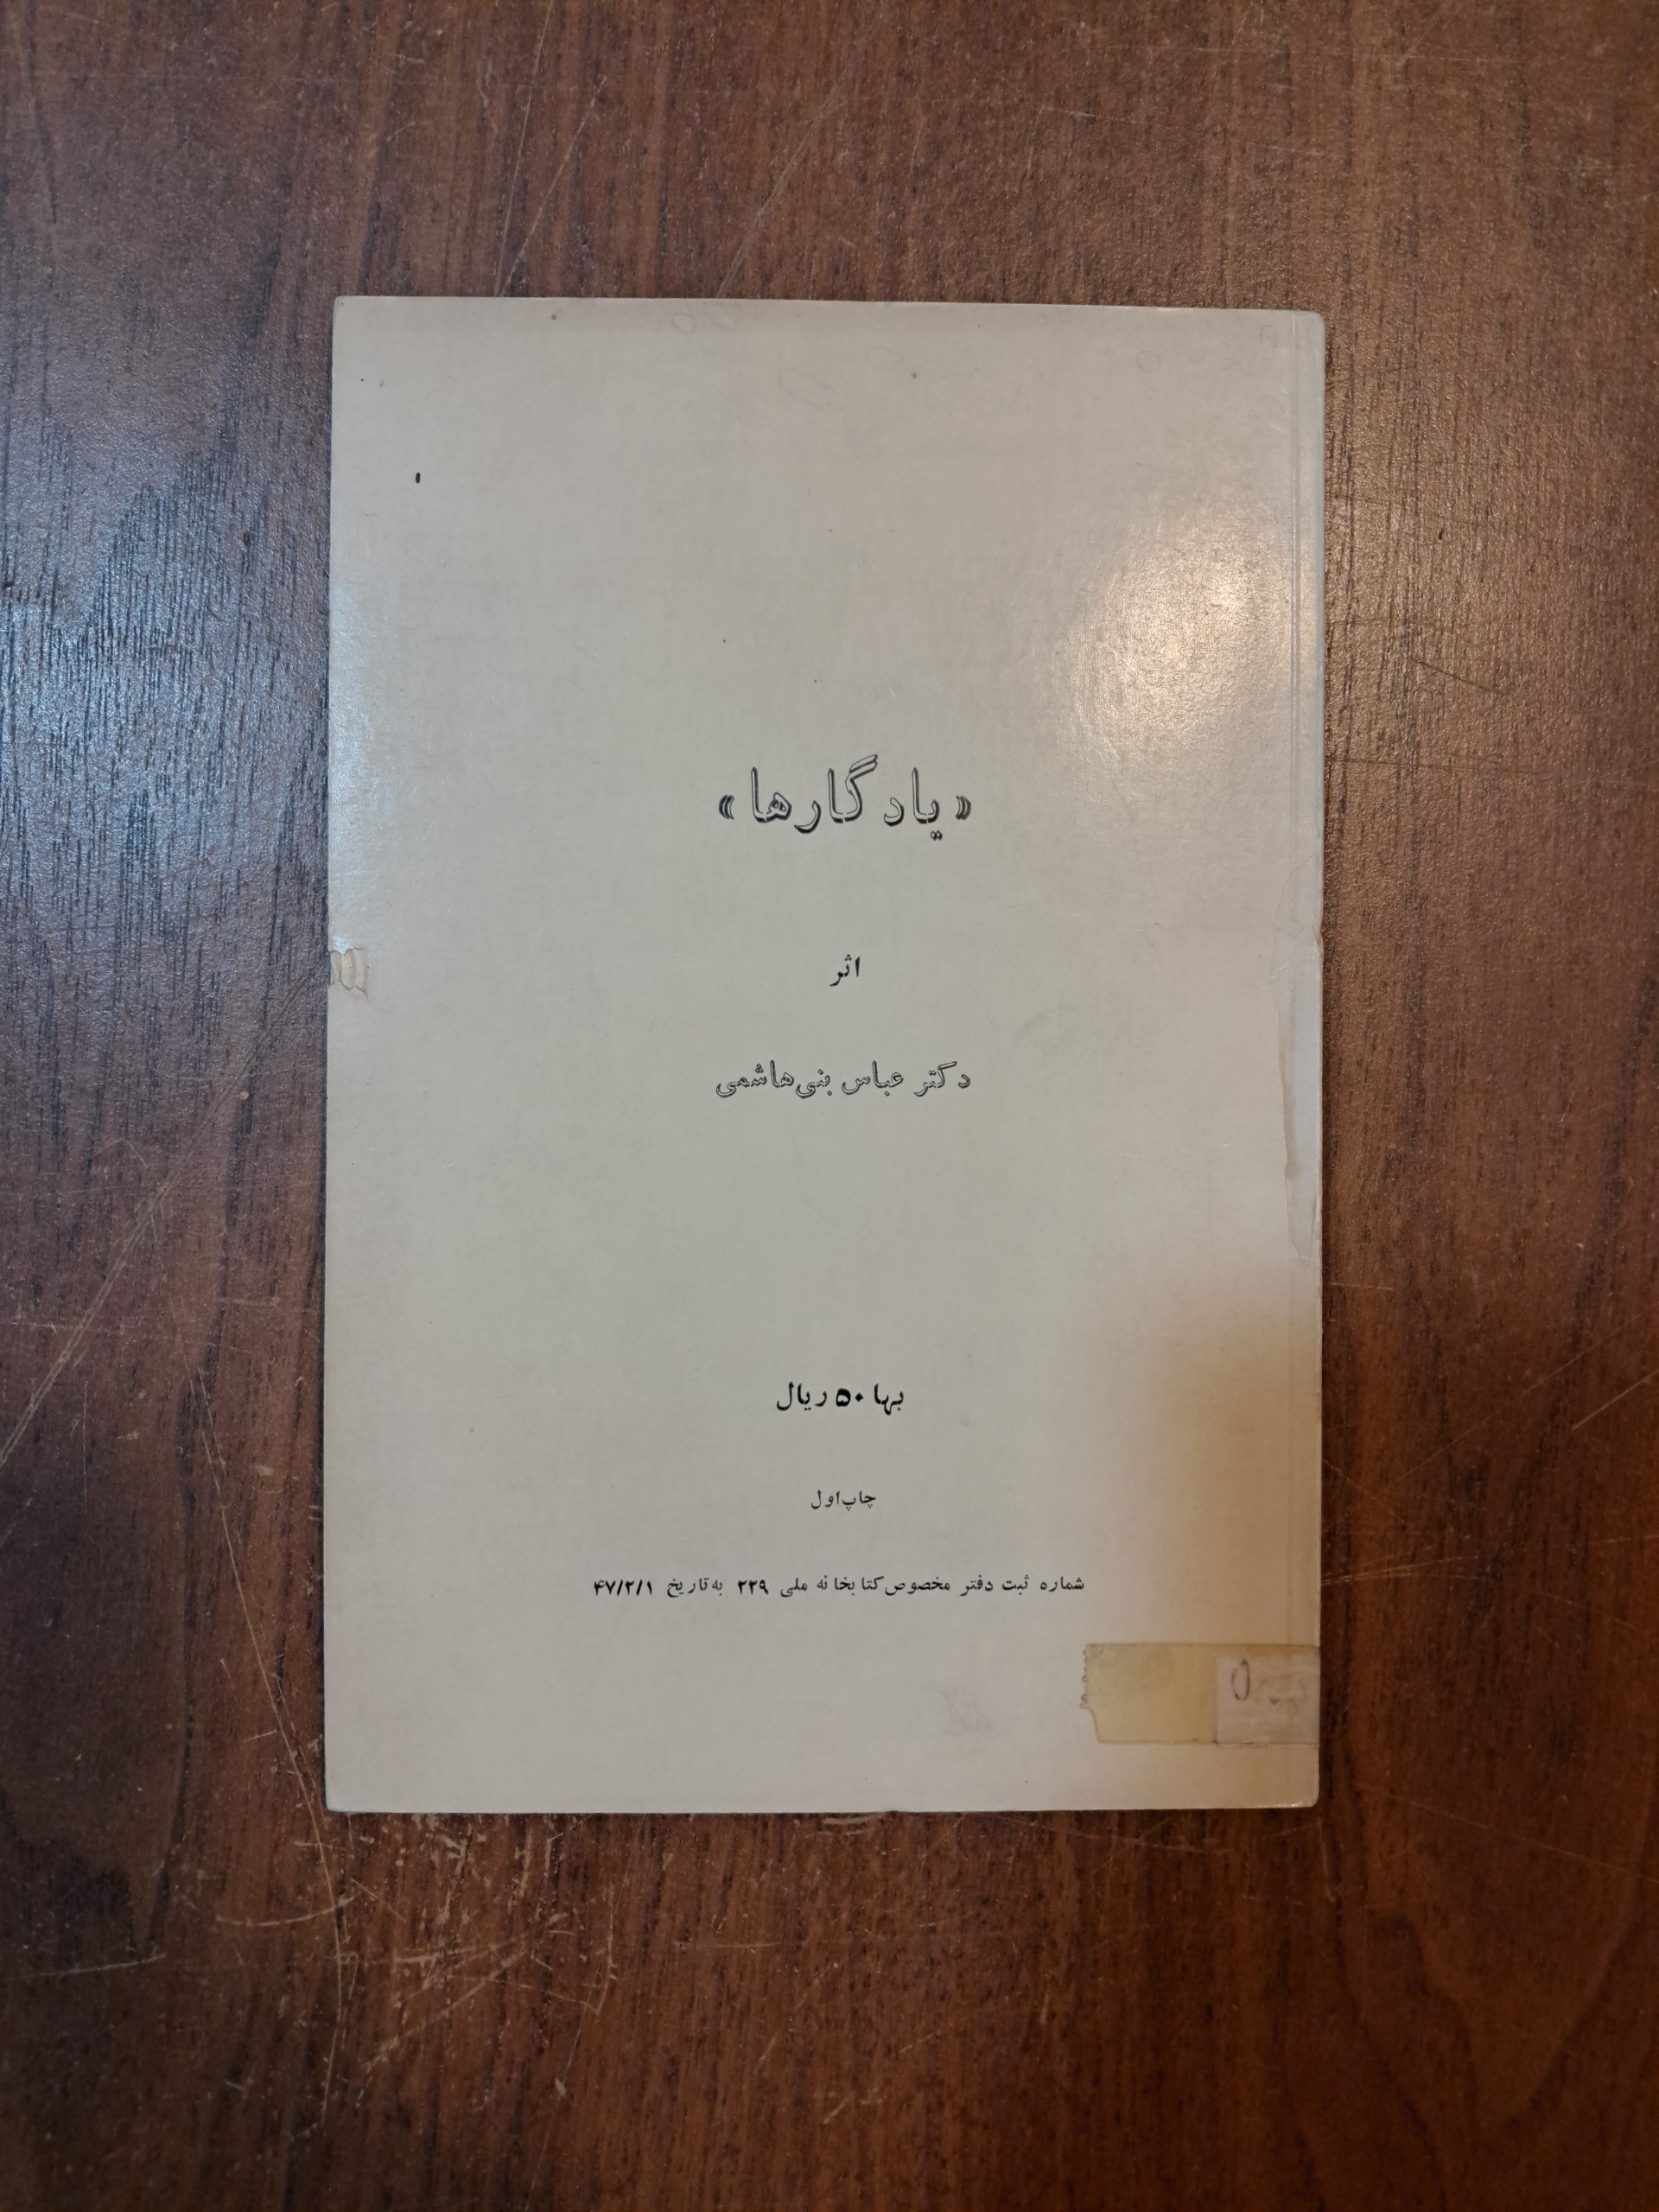 «یادگارها»
اثر
دکتر عباس بنی‌هاشمی
بها ۵۰ ریال
چاپ اول
شماره ثبت دفتر مخصوص کتابخانه ملی ۲۲۹ به تاریخ ۴۷/۲/۱